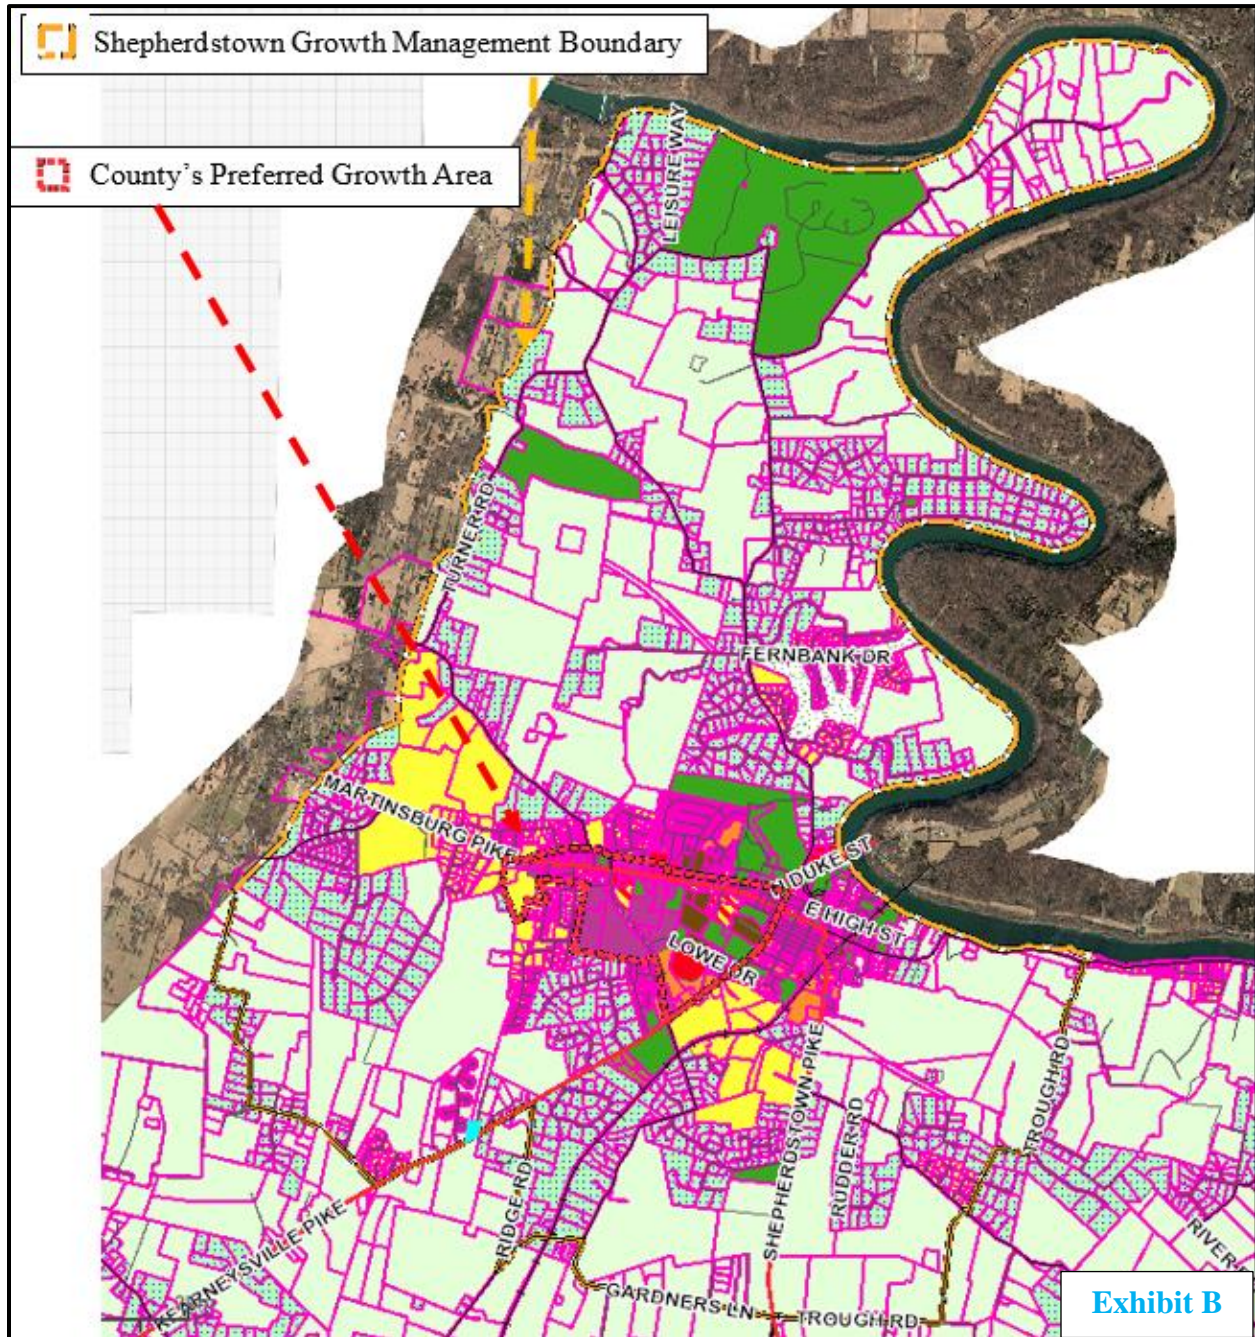 Shepherdstown Growth Management Boundary
County's Preferred Growth Area
LEISURE WAY
TURNER RD
FERNBANK DR
MARTINSBURG PIKE
N DUKE ST
E HIGH ST
LOWE DR
SHEPHERDSTOWN PIKE
RUDDER RD
TROUGH RD
RIDGE RD
KEARNEYSVILLE PIKE
RIVER
GARDNERS LN
TROUGH RD
Exhibit B